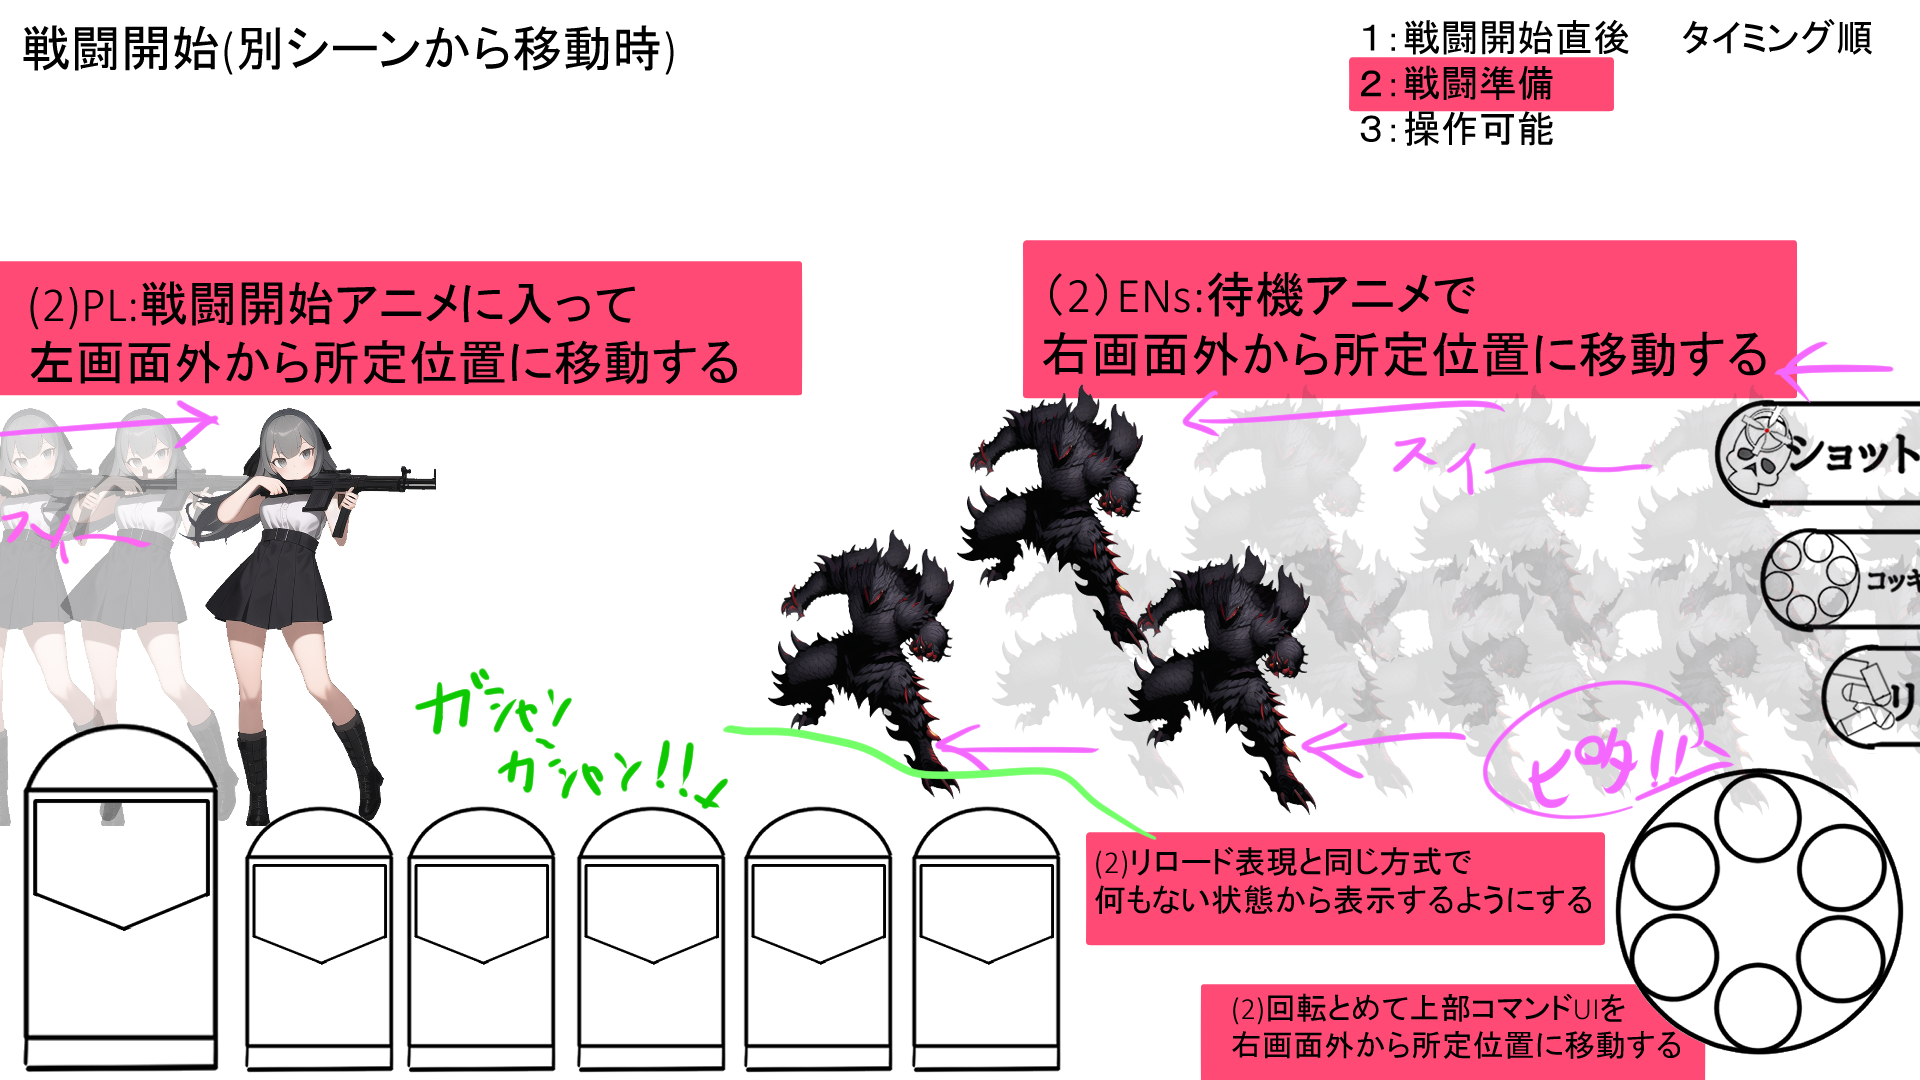 戦闘開始(別シーンから移動時)
1:戦闘開始直後 タイミング順
2:戦闘準備
3:操作可能
(2)PL:戦闘開始アニメに入って
左画面外から所定位置に移動する
(2)ENs:待機アニメで
右画面外から所定位置に移動する
スイー
スイー
ショット
コッキ
リ
ガシャン
ガシャン!!
ピタ!!
(2)リロード表現と同じ方式で
何もない状態から表示するようにする
(2)回転とめて上部コマンドUIを
右画面外から所定位置に移動する